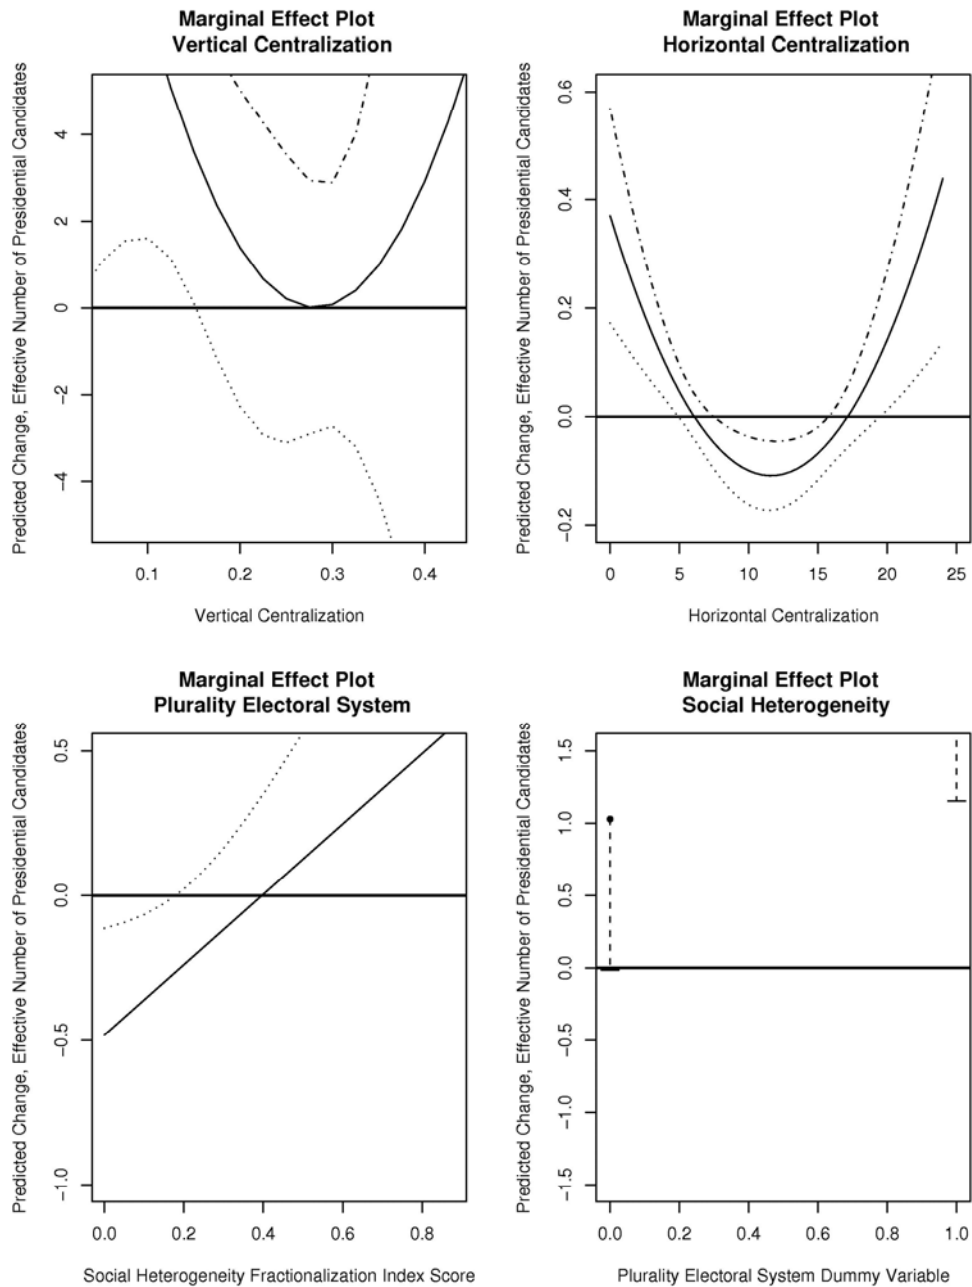 Marginal Effect Plot
Vertical Centralization
Predicted Change, Effective Number of Presidential Candidates
4
2
0
−2
−4
0.1 0.2 0.3 0.4
Vertical Centralization
Marginal Effect Plot
Horizontal Centralization
Predicted Change, Effective Number of Presidential Candidates
0.6
0.4
0.2
0.0
−0.2
0 5 10 15 20 25
Horizontal Centralization
Marginal Effect Plot
Plurality Electoral System
Predicted Change, Effective Number of Presidential Candidates
0.5
0.0
−0.5
−1.0
0.0 0.2 0.4 0.6 0.8
Social Heterogeneity Fractionalization Index Score
Marginal Effect Plot
Social Heterogeneity
Predicted Change, Effective Number of Presidential Candidates
1.5
1.0
0.5
0.0
−0.5
−1.0
−1.5
0.0 0.2 0.4 0.6 0.8 1.0
Plurality Electoral System Dummy Variable